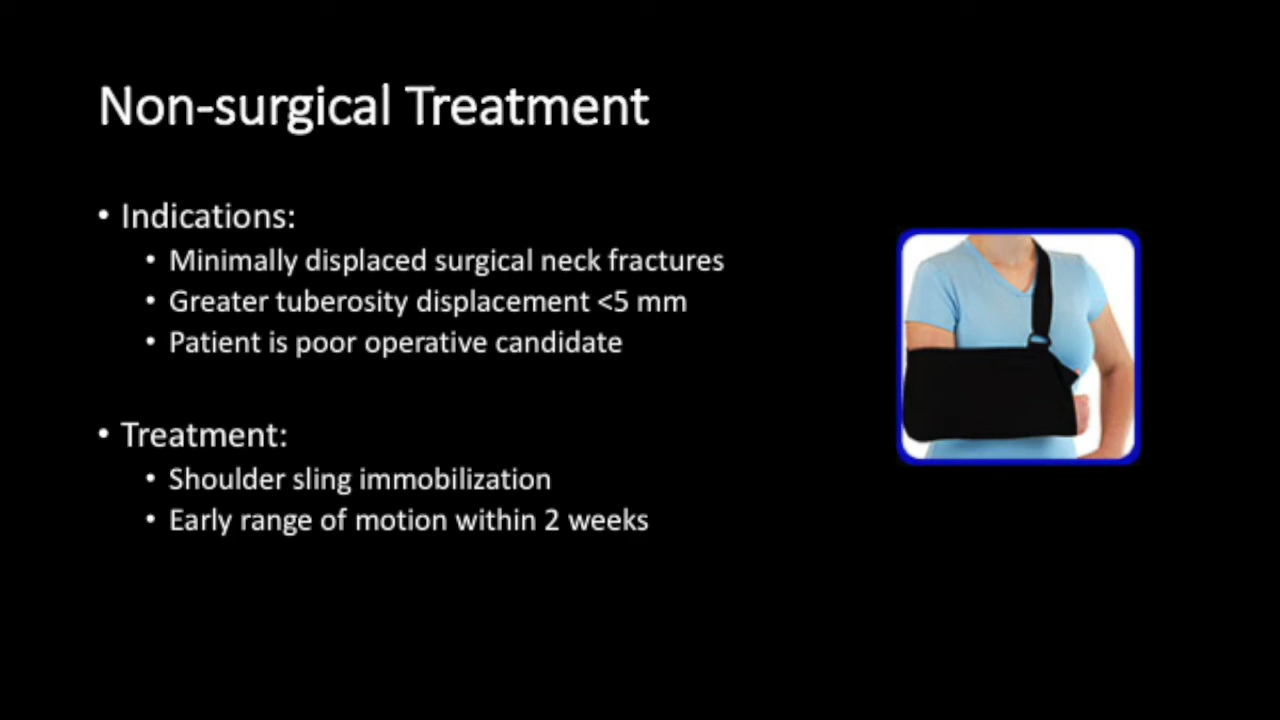 Non-surgical Treatment
• Indications:
• Minimally displaced surgical neck fractures
• Greater tuberosity displacement <5 mm
• Patient is poor operative candidate
• Treatment:
• Shoulder sling immobilization
• Early range of motion within 2 weeks